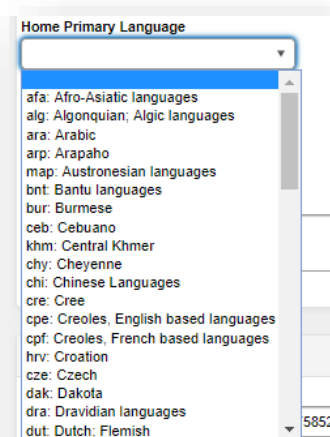 Home Primary Language
afa: Afro-Asiatic languages
alg: Algonquian; Algic languages
ara: Arabic
arp: Arapaho
map: Austronesian languages
bnt: Bantu languages
bur: Burmese
ceb: Cebuano
khm: Central Khmer
chy: Cheyenne
chi: Chinese Languages
cre: Cree
cpe: Creoles, English based languages
cpf: Creoles, French based languages
hrv: Croation
cze: Czech
dak: Dakota
dra: Dravidian languages
dut: Dutch; Flemish